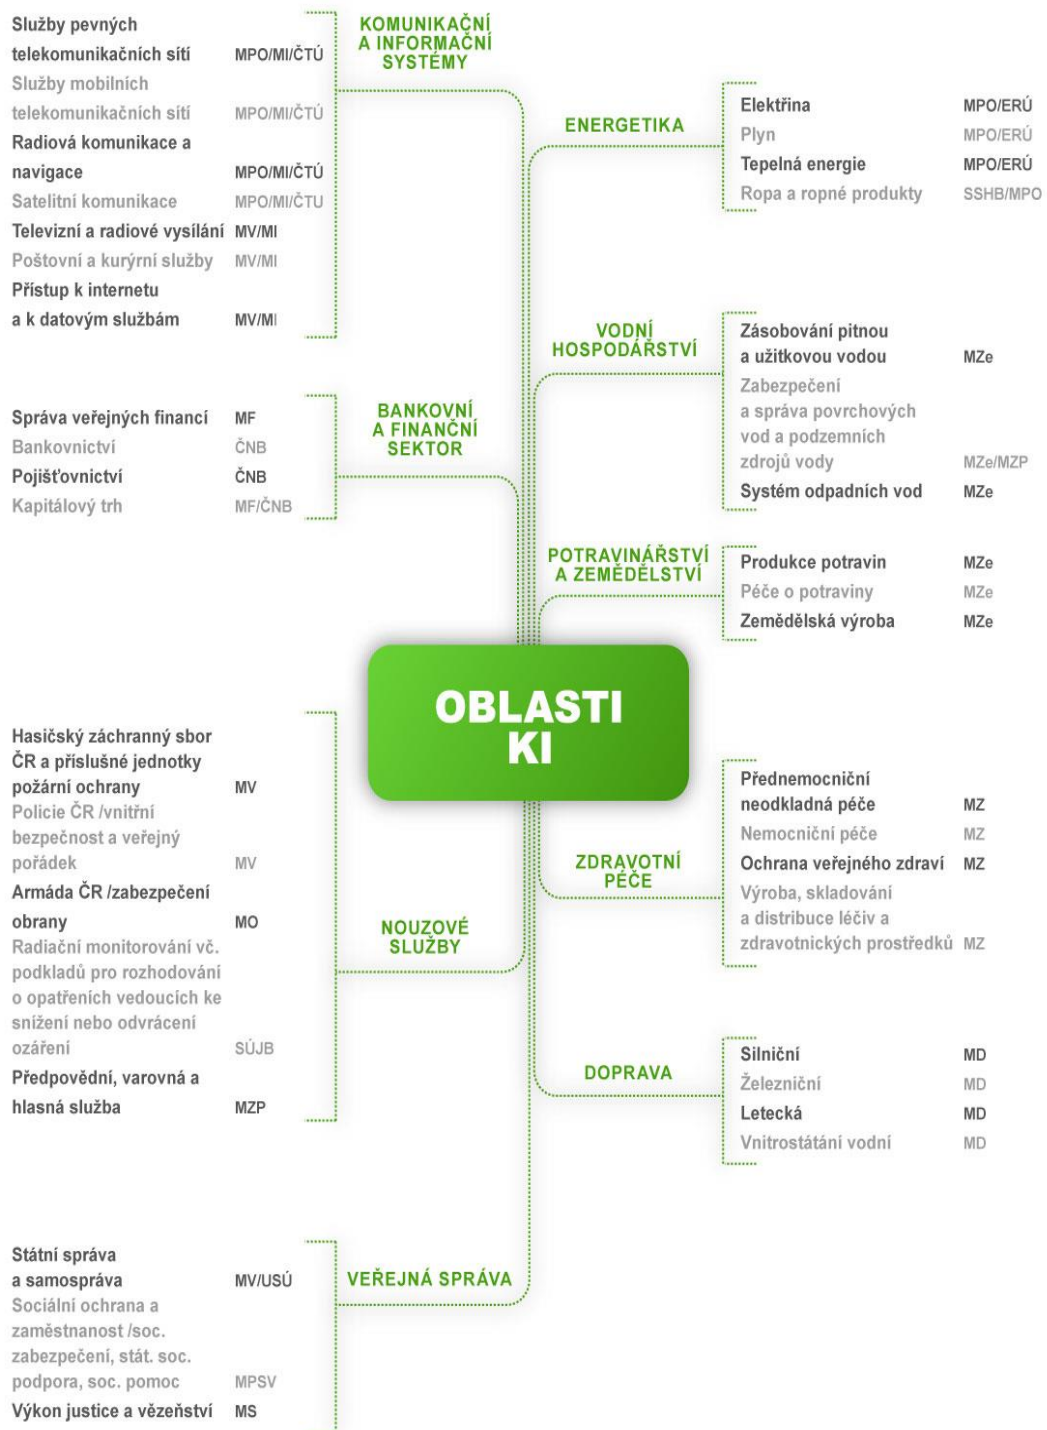 KOMUNIKAČNÍ
A INFORMAČNÍ
SYSTÉMY
Služby pevných
telekomunikačních sítí MPO/MI/ČTÚ
Služby mobilních
telekomunikačních sítí MPO/MI/ČTÚ
Radiová komunikace a
navigace MPO/MI/ČTÚ
Satelitní komunikace MPO/MI/ČTU
Televizní a radiové vysílání MV/MI
Poštovní a kurýrní služby MV/MI
Přístup k internetu
a k datovým službám MV/MI
BANKOVNÍ
A FINANČNÍ
SEKTOR
Správa veřejných financí MF
Bankovnictví ČNB
Pojišťovnictví ČNB
Kapitálový trh MF/ČNB
OBLASTI
KI
NOUZOVÉ
SLUŽBY
Hasičský záchranný sbor
ČR a příslušné jednotky
požární ochrany MV
Policie ČR /vnitřní
bezpečnost a veřejný
pořádek MV
Armáda ČR /zabezpečení
obrany MO
Radiační monitorování vč.
podkladů pro rozhodování
o opatřeních vedoucích ke
snížení nebo odvrácení
ozáření SÚJB
Předpovědní, varovná a
hlasná služba MZP
VEŘEJNÁ SPRÁVA
Státní správa
a samospráva MV/USÚ
Sociální ochrana a
zaměstnanost /soc.
zabezpečení, stát. soc.
podpora, soc. pomoc MPSV
Výkon justice a vězeňství MS
ENERGETIKA
Elektřina MPO/ERÚ
Plyn MPO/ERÚ
Tepelná energie MPO/ERÚ
Ropa a ropné produkty SSHB/MPO
VODNÍ
HOSPODÁŘSTVÍ
Zásobování pitnou
a užitkovou vodou MZe
Zabezpečení
a správa povrchových
vod a podzemních
zdrojů vody MZe/MZP
Systém odpadních vod MZe
POTRAVINÁŘSTVÍ
A ZEMĚDĚLSTVÍ
Produkce potravin MZe
Péče o potraviny MZe
Zemědělská výroba MZe
ZDRAVOTNÍ
PÉČE
Přednemocniční
neodkladná péče MZ
Nemocniční péče MZ
Ochrana veřejného zdraví MZ
Výroba, skladování
a distribuce léčiv a
zdravotnických prostředků MZ
DOPRAVA
Silniční MD
Železniční MD
Letecká MD
Vnitrostátání vodní MD